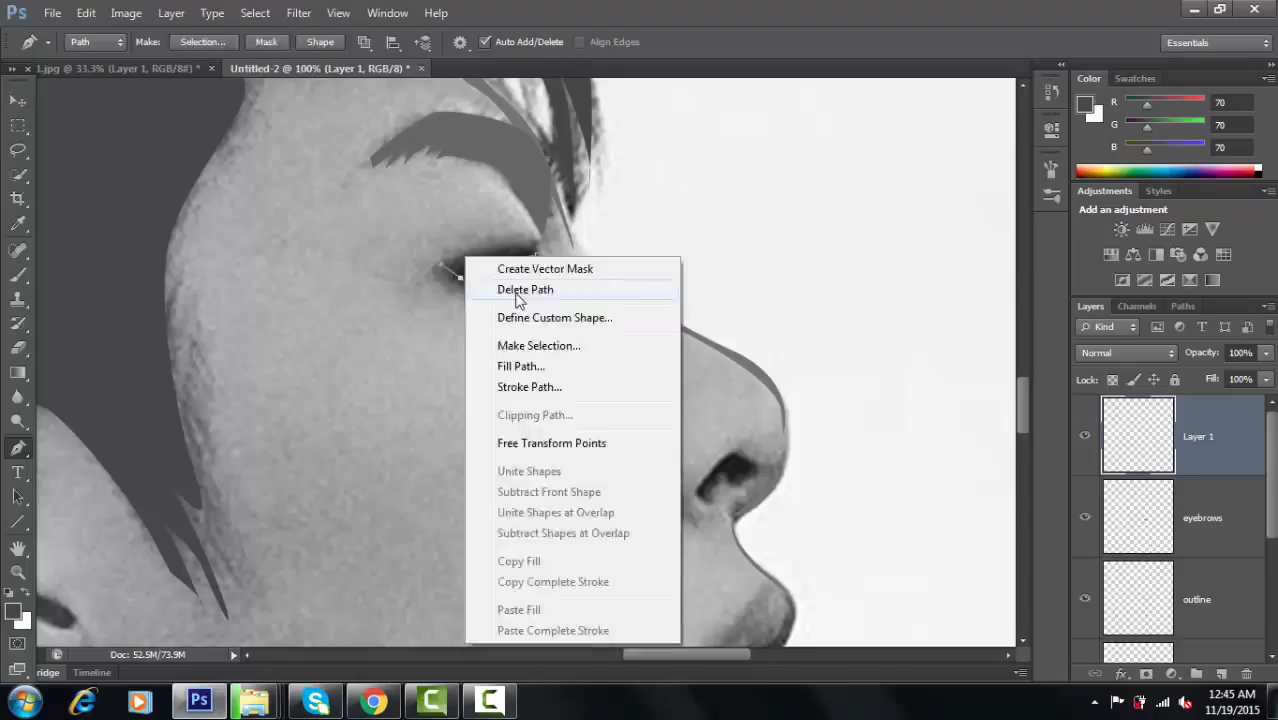 Ps File Edit Image Layer Type Select Filter View Window Help
Path Make: Selection... Mask Shape Auto Add/Delete Align Edges Essentials
1.jpg @ 33.3% (Layer 1, RGB/8#) * × Untitled-2 @ 100% (Layer 1, RGB/8) * ×
Color Swatches
R 70
G 70
B 70
Adjustments Styles
Add an adjustment
Layers Channels Paths
Kind
Normal Opacity: 100%
Lock: Fill: 100%
Layer 1
eyebrows
outline
Create Vector Mask
Delete Path
Define Custom Shape...
Make Selection...
Fill Path...
Stroke Path...
Clipping Path...
Free Transform Points
Unite Shapes
Subtract Front Shape
Unite Shapes at Overlap
Subtract Shapes at Overlap
Copy Fill
Copy Complete Stroke
Paste Fill
Paste Complete Stroke
Doc: 52.5M/73.9M
ridge Timeline
Ps
12:45 AM
11/19/2015